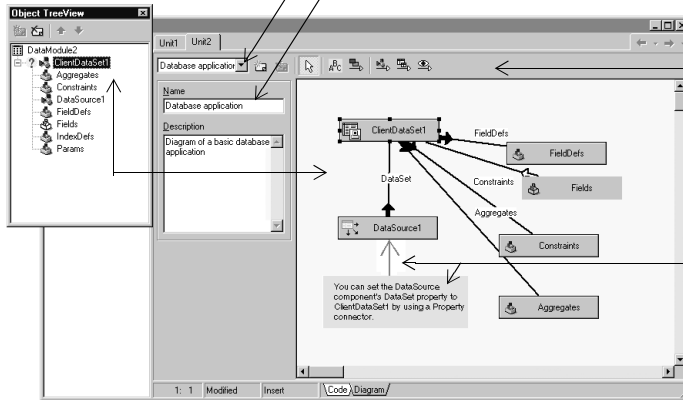 Object TreeView
DataModule2
? ClientDataSet1
Aggregates
Constraints
DataSource1
FieldDefs
Fields
IndexDefs
Params
Unit1 Unit2
Database application
Name
Database application
Description
Diagram of a basic database
application
ABC
ClientDataSet1
FieldDefs
FieldDefs
Constraints
Fields
DataSet
Aggregates
DataSource1
Constraints
You can set the DataSource
component's DataSet property to
ClientDataSet1 by using a Property
connector.
Aggregates
1: 1 Modified Insert Code Diagram